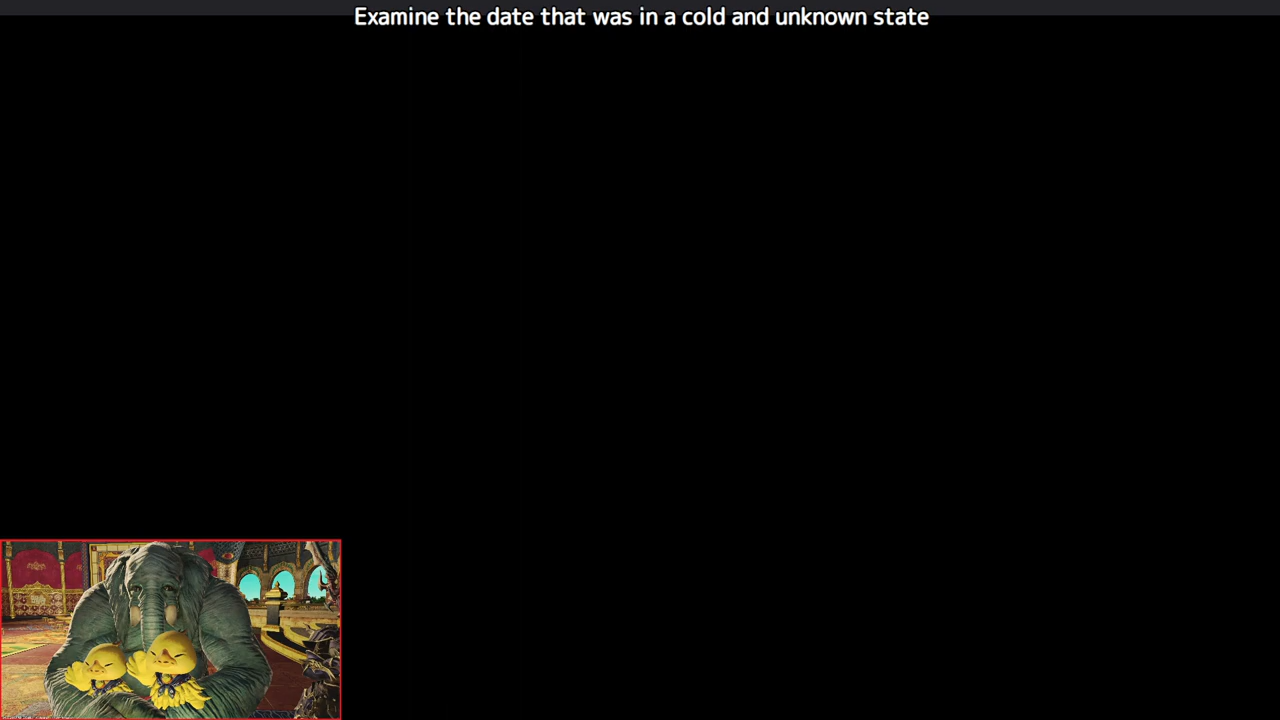 Examine the date that was in a cold and unknown state